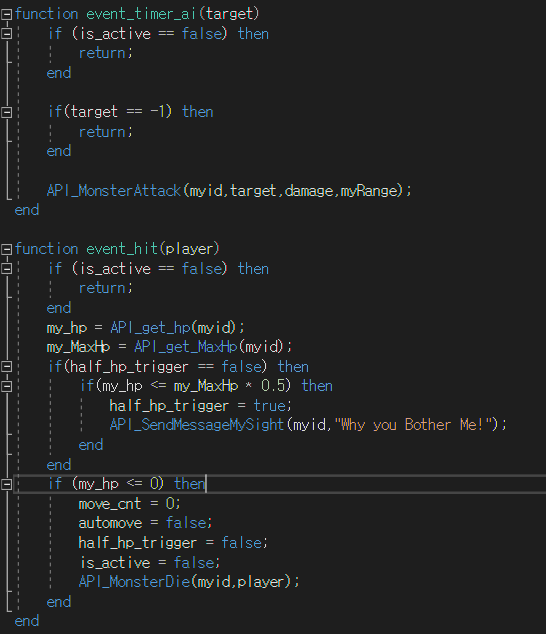 function event_timer_ai(target)
    if (is_active == false) then
        return;
    end

    if(target == -1) then
        return;
    end

    API_MonsterAttack(myid,target,damage,myRange);
end

function event_hit(player)
    if (is_active == false) then
        return;
    end
    my_hp = API_get_hp(myid);
    my_MaxHp = API_get_MaxHp(myid);
    if(half_hp_trigger == false) then
        if(my_hp <= my_MaxHp * 0.5) then
            half_hp_trigger = true;
            API_SendMessageMySight(myid,"Why you Bother Me!");
        end
    end
    if (my_hp <= 0) then
        move_cnt = 0;
        automove = false;
        half_hp_trigger = false;
        is_active = false;
        API_MonsterDie(myid,player);
    end
end